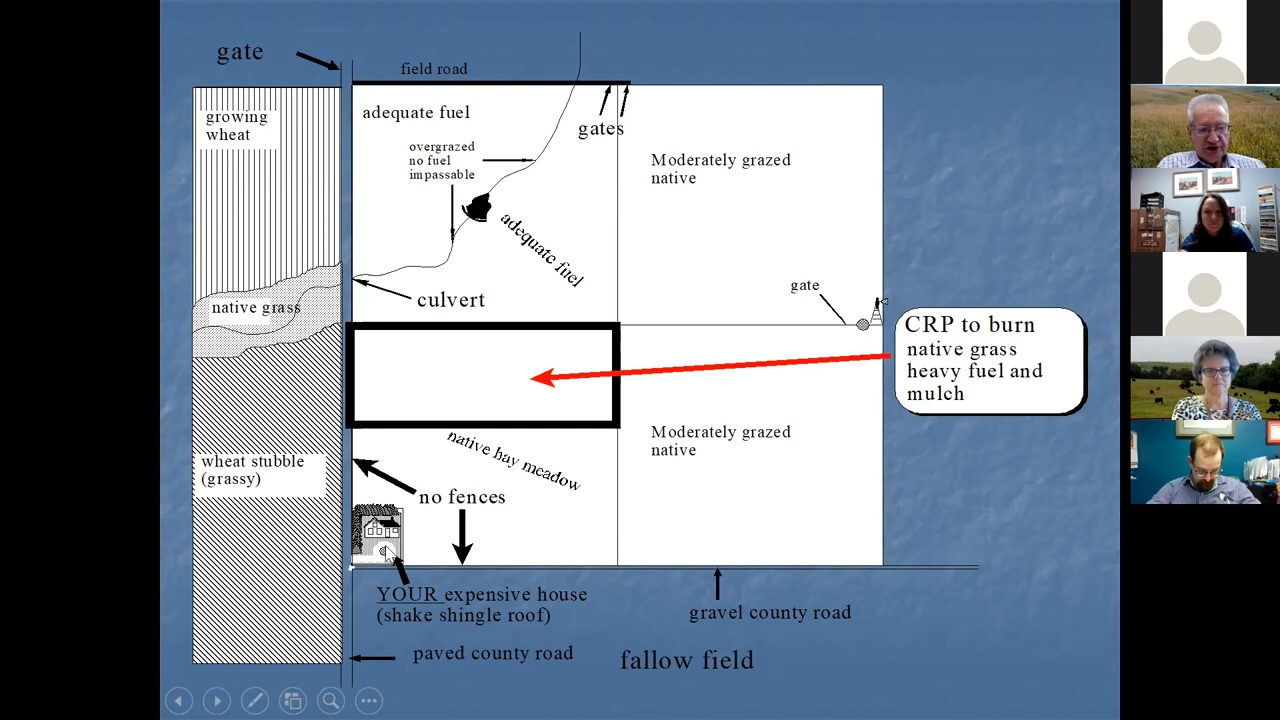 gate
field road
growing
wheat
adequate fuel
gates
overgrazed
no fuel
impassable
Moderately grazed
native
adequate fuel
native grass
culvert
gate
CRP to burn
native grass
heavy fuel and
mulch
Moderately grazed
native
native hay meadow
wheat stubble
(grassy)
no fences
YOUR expensive house
(shake shingle roof)
gravel county road
paved county road
fallow field